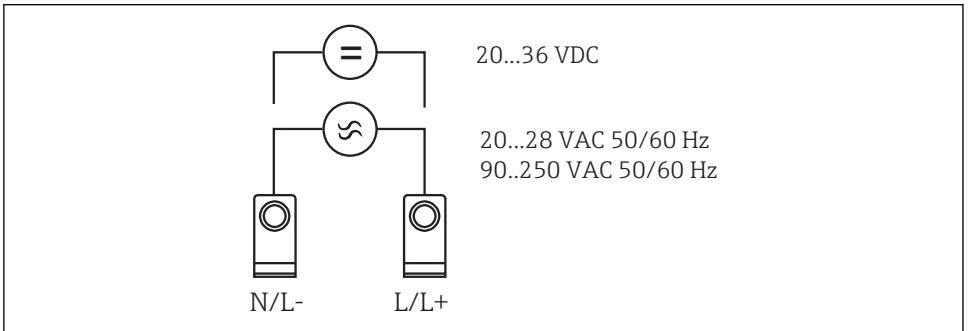 20...36 VDC
20...28 VAC 50/60 Hz
90..250 VAC 50/60 Hz
N/L- L/L+